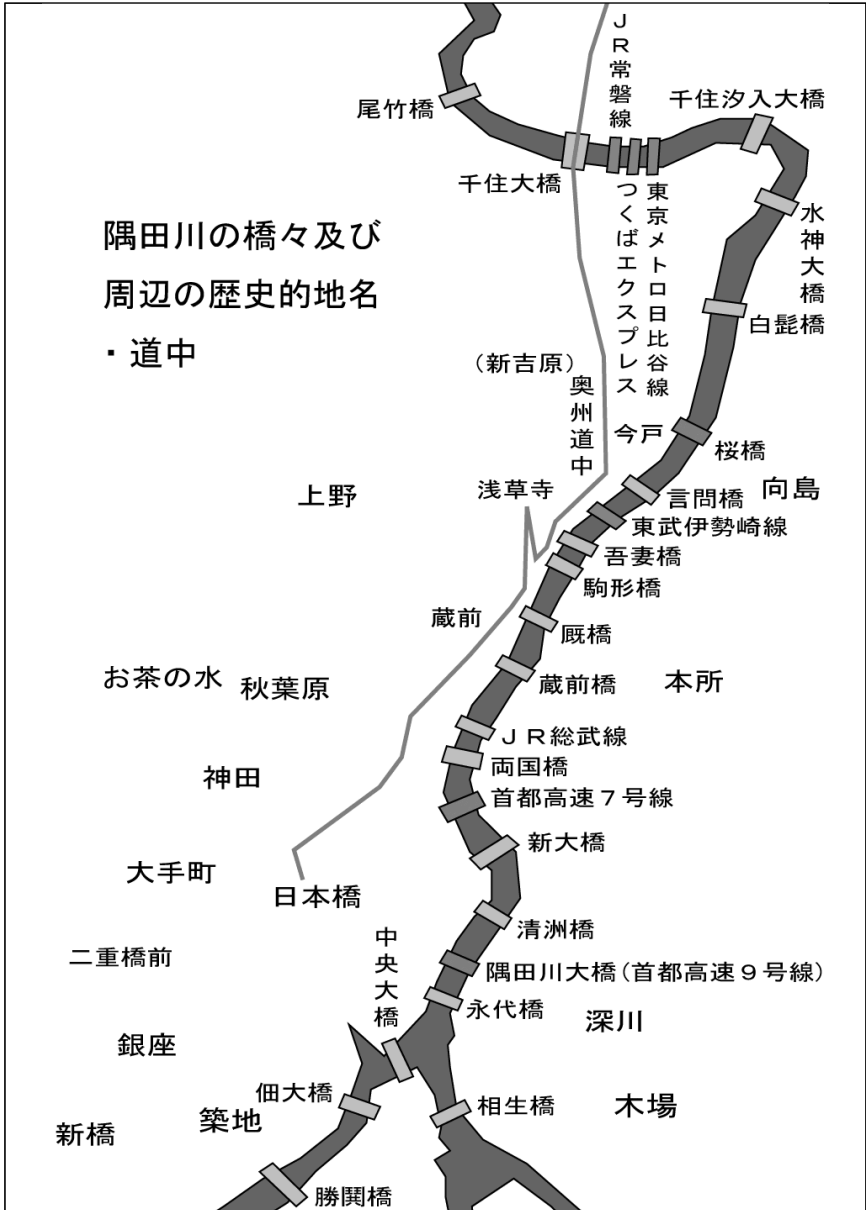 ＪＲ常磐線
尾竹橋
千住汐入大橋
千住大橋
つくばエクスプレス
東京メトロ日比谷線
水神大橋
隅田川の橋々及び
周辺の歴史的地名
・道中
白髭橋
(新吉原)
奥州道中
今戸
桜橋
上野
浅草寺
言問橋
向島
東武伊勢崎線
吾妻橋
駒形橋
蔵前
厩橋
お茶の水
秋葉原
蔵前橋
本所
ＪＲ総武線
両国橋
神田
首都高速７号線
新大橋
大手町
日本橋
清洲橋
中央大橋
二重橋前
隅田川大橋(首都高速９号線)
永代橋
深川
銀座
佃大橋
相生橋
木場
築地
新橋
勝鬨橋